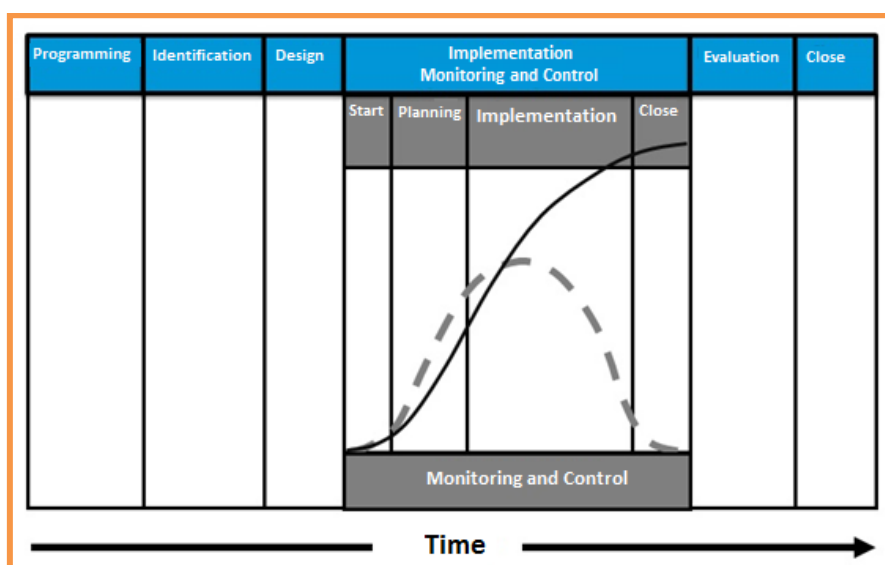 Programming
Identification
Design
Implementation
Monitoring and Control
Evaluation
Close
Start
Planning
Implementation
Close
Monitoring and Control
Time